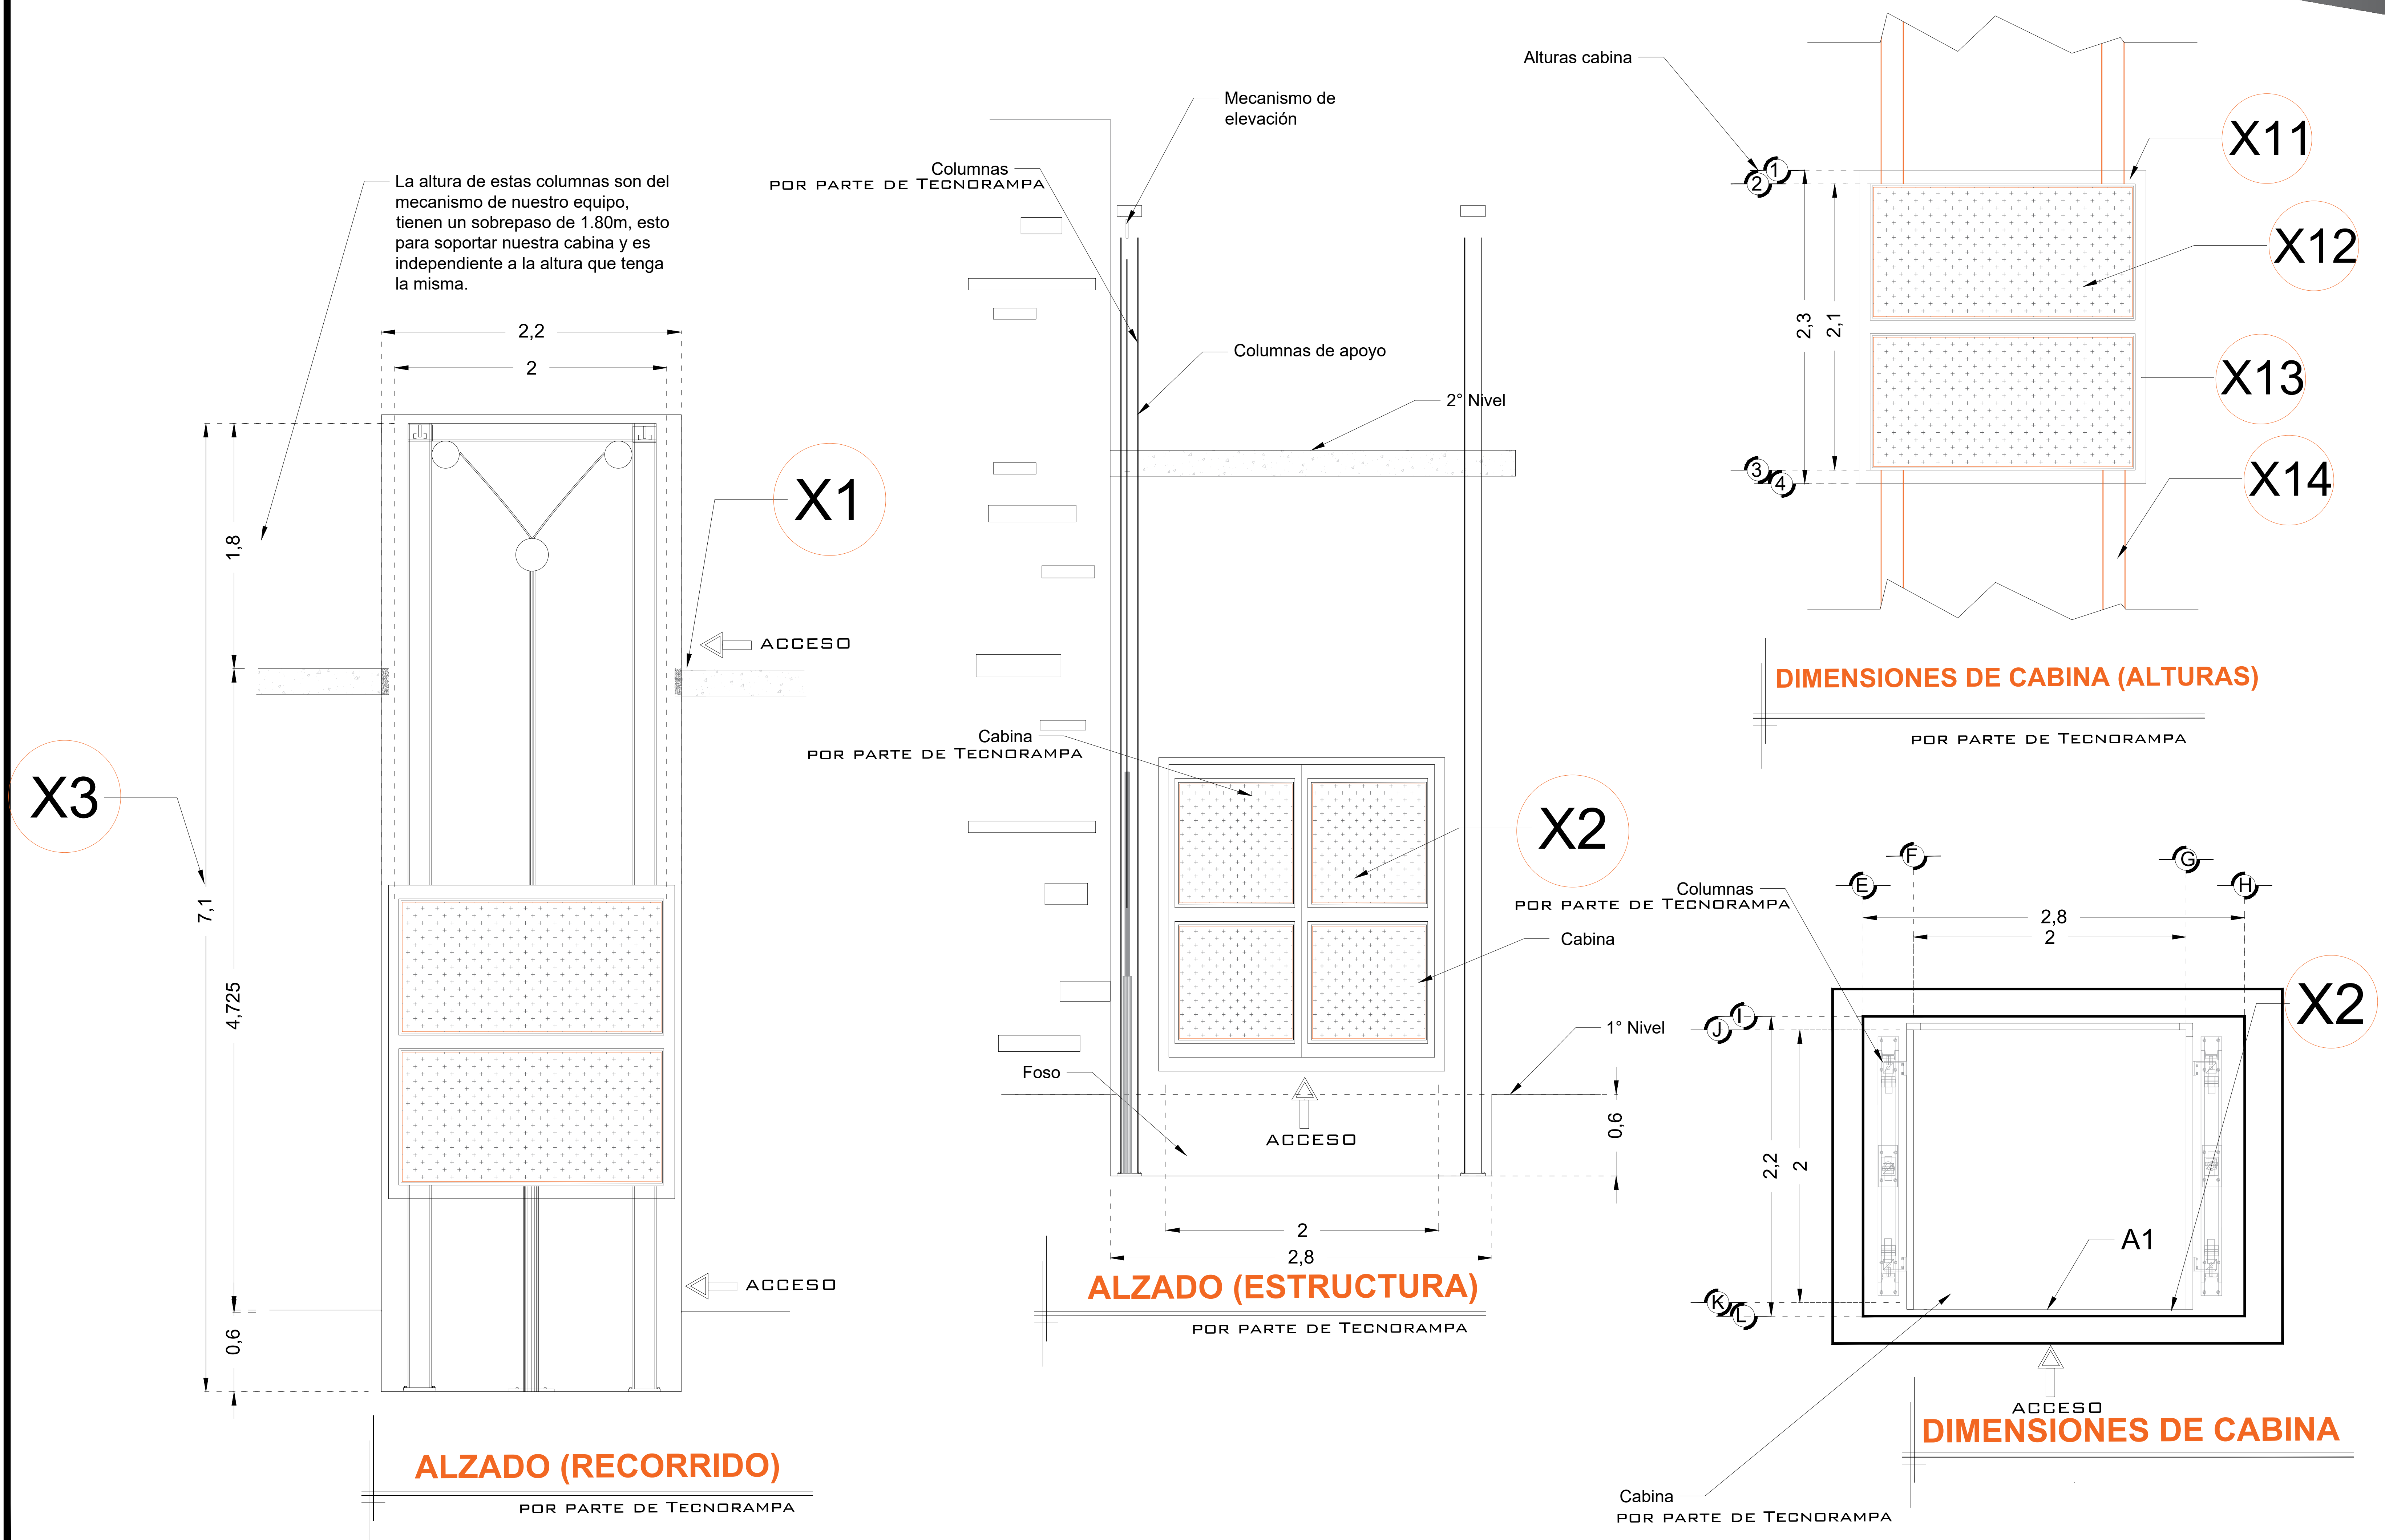 La altura de estas columnas son del
mecanismo de nuestro equipo,
tienen un sobrepaso de 1.80m, esto
para soportar nuestra cabina y es
independiente a la altura que tenga
la misma.
2,2
2
1,8
X1
ACCESO
X3
7,1
4,725
ACCESO
0,6
ALZADO (RECORRIDO)
POR PARTE DE TECNORAMPA
Mecanismo de
elevación
Columnas
POR PARTE DE TECNORAMPA
Columnas de apoyo
2° Nivel
Cabina
POR PARTE DE TECNORAMPA
X2
Cabina
1° Nivel
Foso
ACCESO
0,6
2
2,8
ALZADO (ESTRUCTURA)
POR PARTE DE TECNORAMPA
Alturas cabina
1
2
X11
X12
2,3
2,1
X13
3
4
X14
DIMENSIONES DE CABINA (ALTURAS)
POR PARTE DE TECNORAMPA
F
G
E
H
Columnas
POR PARTE DE TECNORAMPA
2,8
2
X2
I
J
2,2
2
A1
K
L
ACCESO
DIMENSIONES DE CABINA
Cabina
POR PARTE DE TECNORAMPA